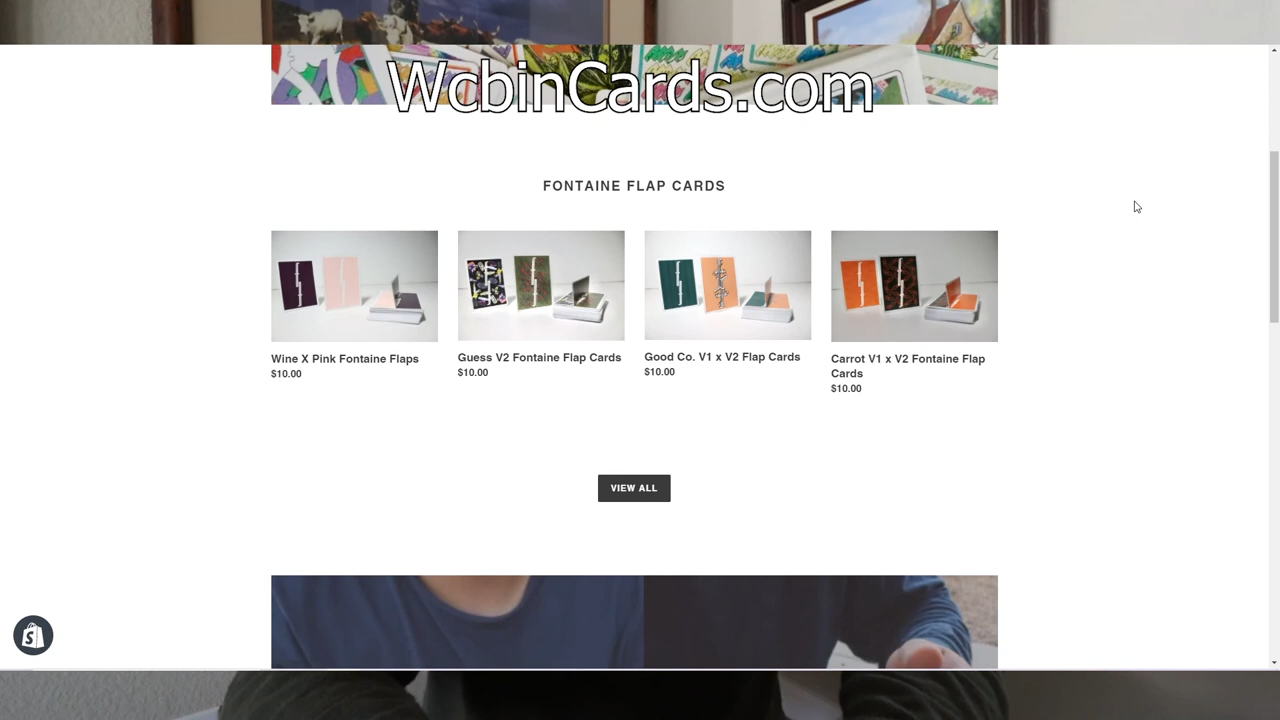 WcbinCards.com
FONTAINE FLAP CARDS
Wine X Pink Fontaine Flaps
$10.00
Guess V2 Fontaine Flap Cards
$10.00
Good Co. V1 x V2 Flap Cards
$10.00
Carrot V1 x V2 Fontaine Flap
Cards
$10.00
VIEW ALL